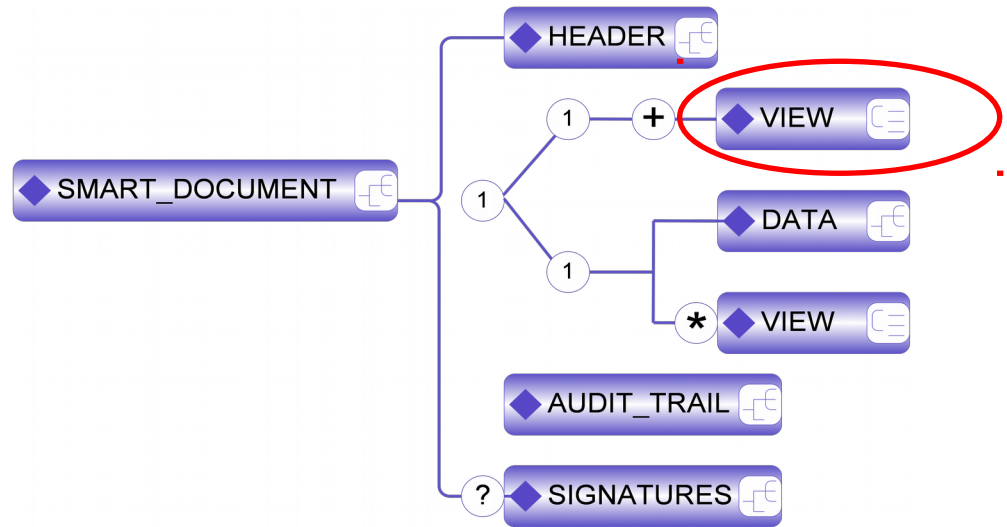 HEADER
1 + VIEW
SMART_DOCUMENT
1
DATA
1
* VIEW
AUDIT_TRAIL
? SIGNATURES